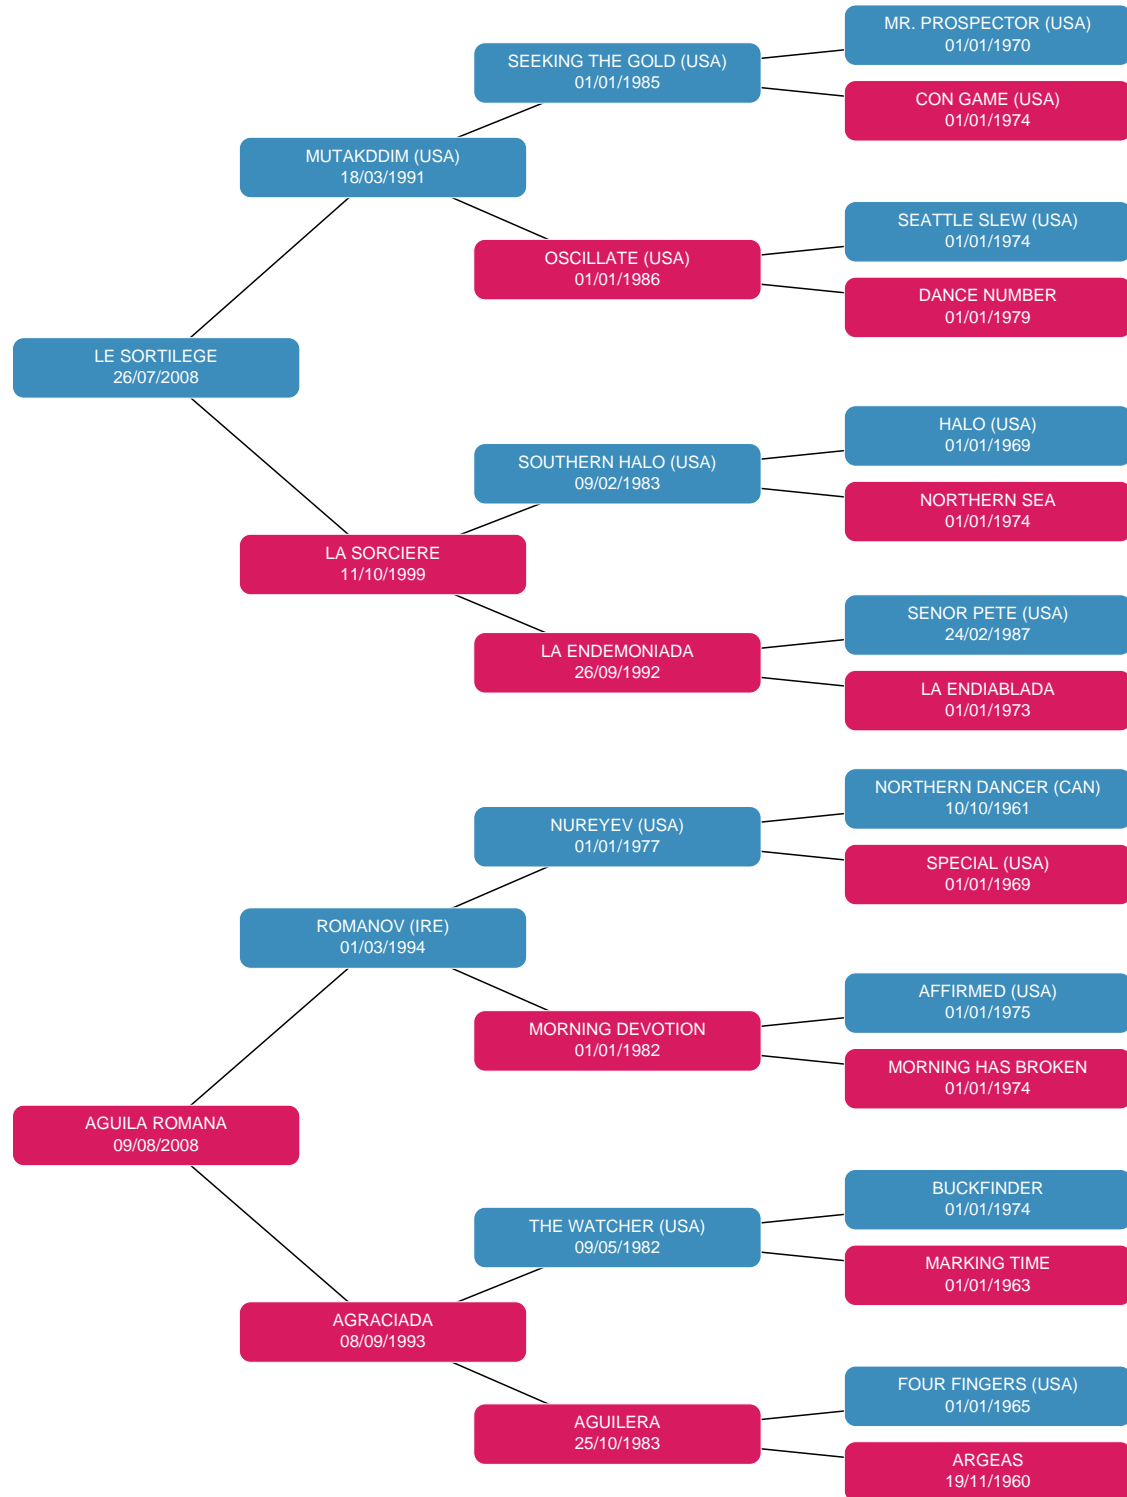 MR. PROSPECTOR (USA)
01/01/1970
SEEKING THE GOLD (USA)
01/01/1985
CON GAME (USA)
01/01/1974
MUTAKDDIM (USA)
18/03/1991
SEATTLE SLEW (USA)
01/01/1974
OSCILLATE (USA)
01/01/1986
DANCE NUMBER
01/01/1979
LE SORTILEGE
26/07/2008
HALO (USA)
01/01/1969
SOUTHERN HALO (USA)
09/02/1983
NORTHERN SEA
01/01/1974
LA SORCIERE
11/10/1999
SENOR PETE (USA)
24/02/1987
LA ENDEMONIADA
26/09/1992
LA ENDIABLADA
01/01/1973
NORTHERN DANCER (CAN)
10/10/1961
NUREYEV (USA)
01/01/1977
SPECIAL (USA)
01/01/1969
ROMANOV (IRE)
01/03/1994
AFFIRMED (USA)
01/01/1975
MORNING DEVOTION
01/01/1982
MORNING HAS BROKEN
01/01/1974
AGUILA ROMANA
09/08/2008
BUCKFINDER
01/01/1974
THE WATCHER (USA)
09/05/1982
MARKING TIME
01/01/1963
AGRACIADA
08/09/1993
FOUR FINGERS (USA)
01/01/1965
AGUILERA
25/10/1983
ARGEAS
19/11/1960